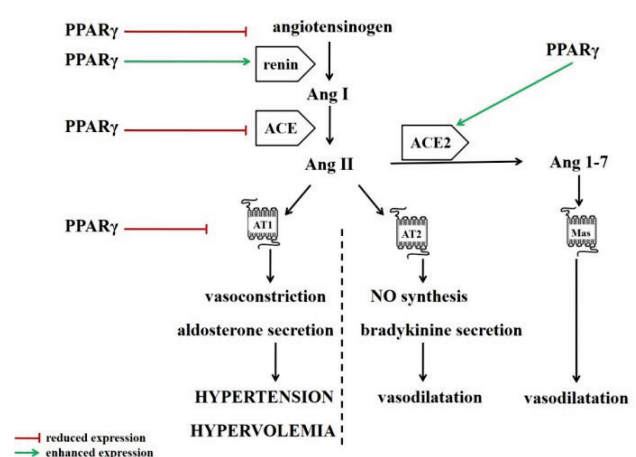 PPARγ angiotensinogen
PPARγ renin PPARγ
Ang I
PPARγ ACE ACE2
Ang II Ang 1-7
PPARγ AT1 AT2 Mas
vasoconstriction NO synthesis
aldosterone secretion bradykinine secretion
HYPERTENSION vasodilatation vasodilatation
HYPERVOLEMIA
reduced expression
enhanced expression